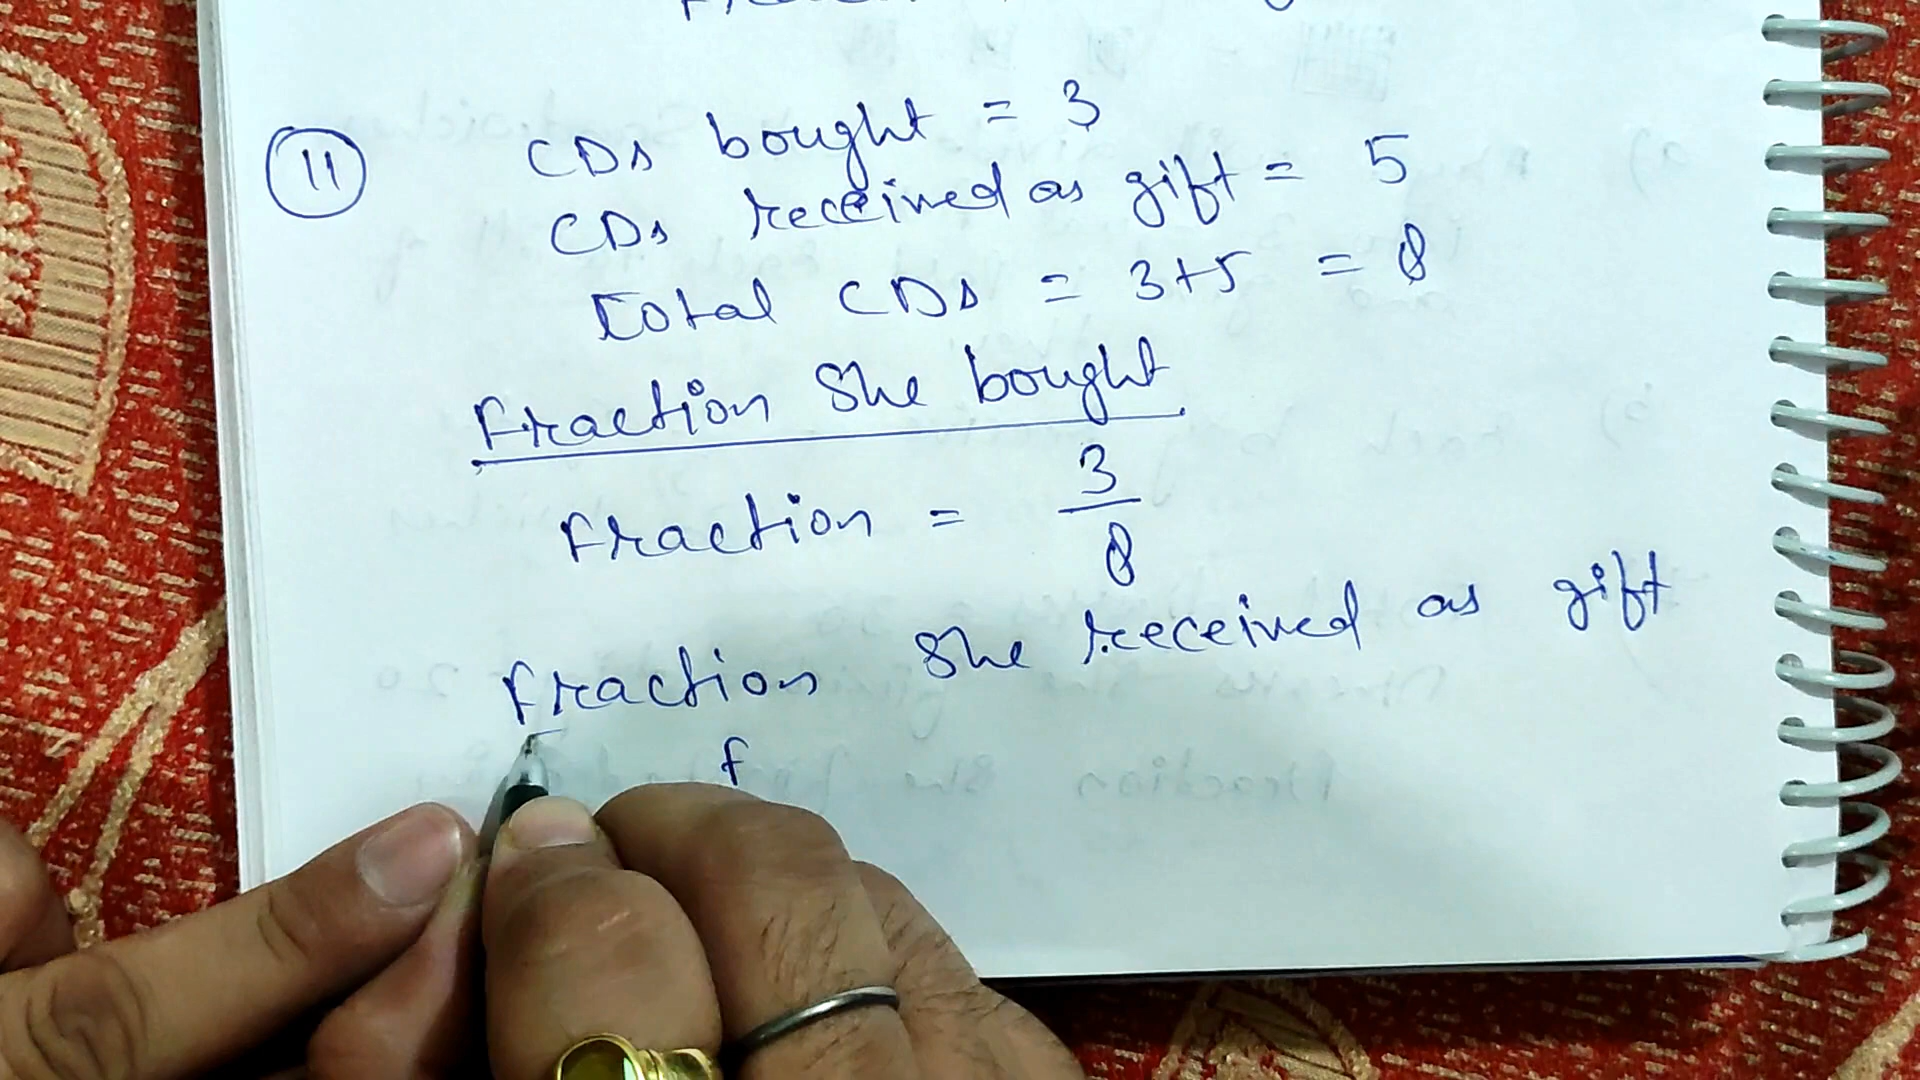 11
CDs bought = 3
CDs received as gift = 5
Total CDs = 3+5 = 8
Fraction She bought
Fraction = 3/8
Fraction She received as gift
f